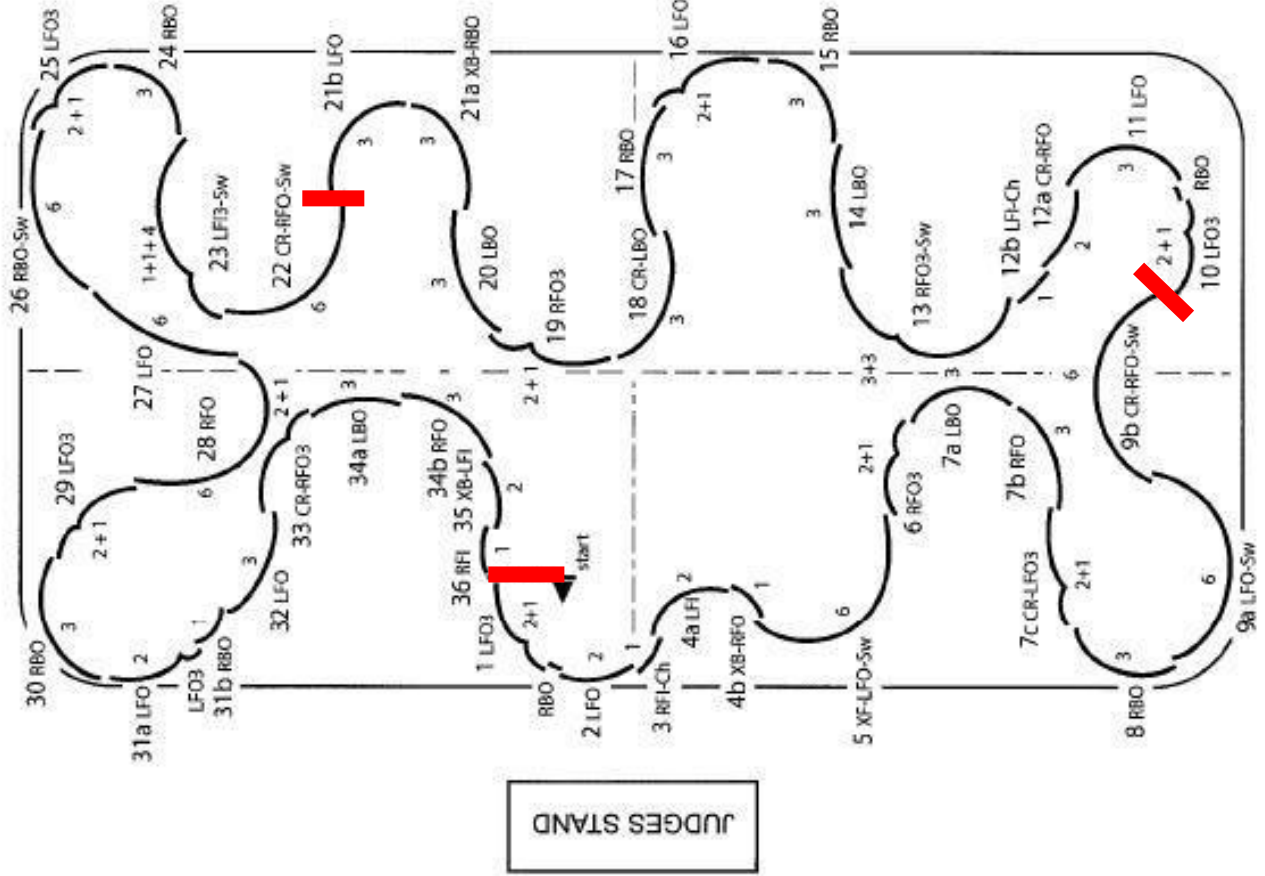 start
1 LFO3
2+1
RBO
2 LFO
2
3 RFI-Ch
1
4a LFI
2
4b XB-RFO
1
5 XF-LFO-Sw
6
6 RFO3
2+1
7a LBO
3
7b RFO
3
7c CR-LFO3
2+1
8 RBO
3
9a LFO-Sw
6
9b CR-RFO-Sw
6
10 LFO3
2 + 1
RBO
11 LFO
3
12a CR-RFO
2
12b LFI-Ch
1
13 RFO3-Sw
3+3
14 LBO
3
15 RBO
3
16 LFO
2+1
17 RBO
3
18 CR-LBO
3
19 RFO3
2 + 1
20 LBO
3
21a XB-RBO
3
21b LFO
3
22 CR-RFO-Sw
6
23 LFI3-Sw
1+1+4
24 RBO
3
25 LFO3
2 + 1
26 RBO-Sw
6
27 LFO
6
28 RFO
6
29 LFO3
2+1
30 RBO
3
31a LFO
2
LFO3
31b RBO
1
32 LFO
3
33 CR-RFO3
2 + 1
34a LBO
3
34b RFO
3
35 XB-LFI
2
36 RFI
1
JUDGES STAND